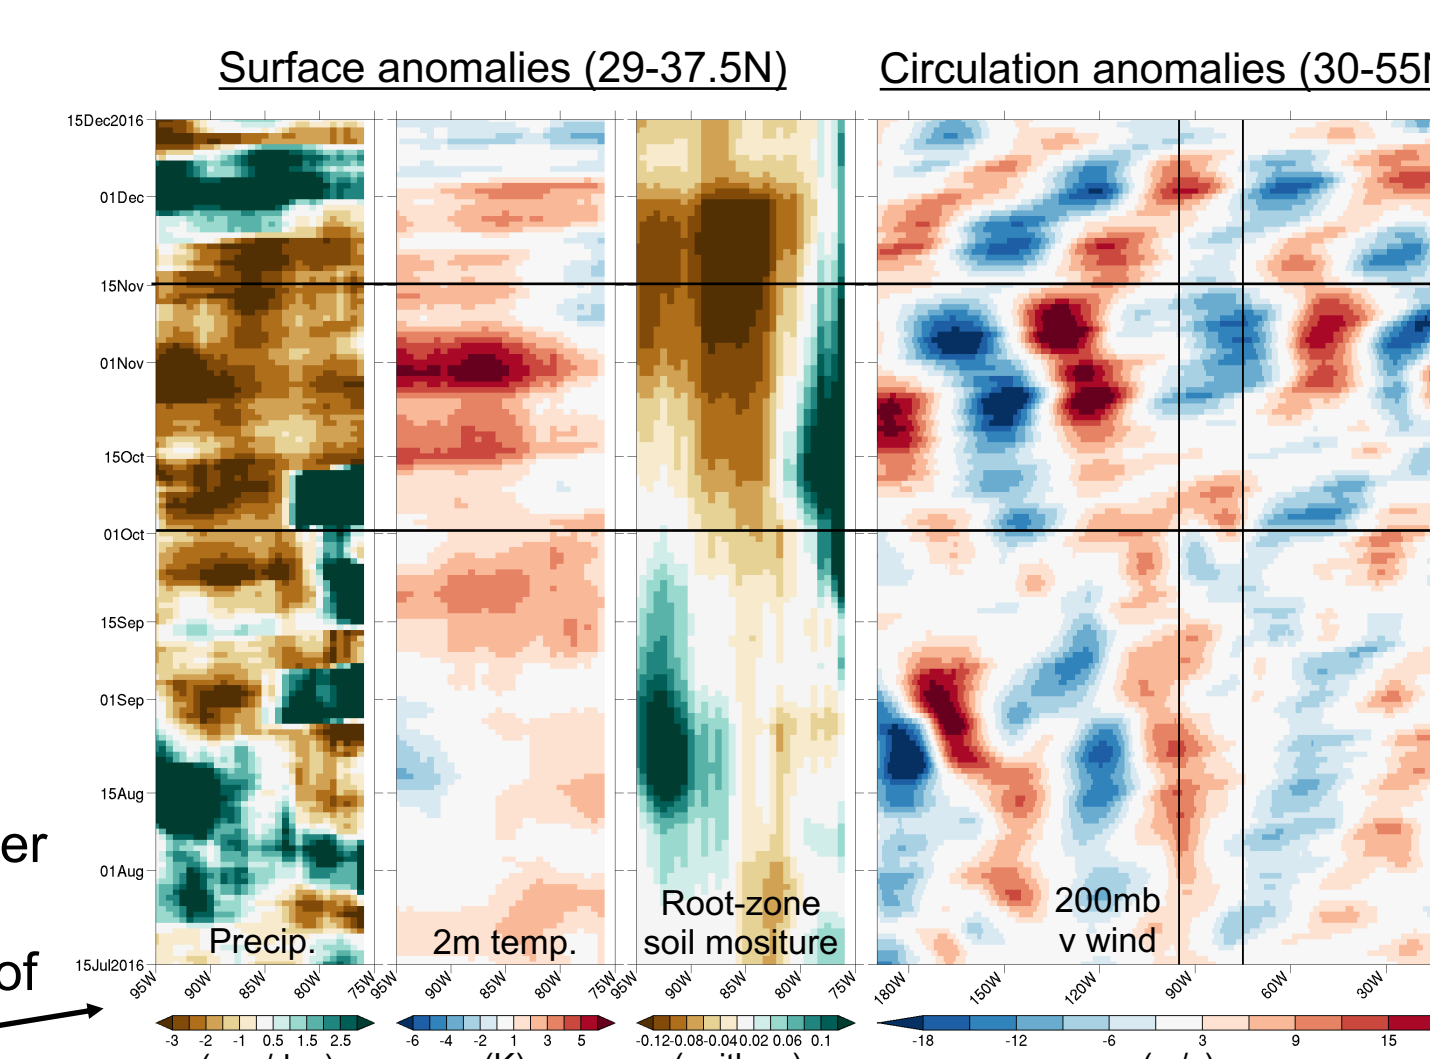 Surface anomalies (29-37.5N)
Circulation anomalies (30-55N
15Dec2016
01Dec
15Nov
01Nov
15Oct
01Oct
15Sep
01Sep
15Aug
01Aug
15Jul2016
er
of
Precip.
2m temp.
Root-zone
soil mositure
200mb
v wind
95W 90W 85W 80W 75W
95W 90W 85W 80W 75W
95W 90W 85W 80W 75W
180W 150W 120W 90W 60W 30W
-3 -2 -1 0.5 1.5 2.5
-6 -4 -2 1 3 5
-0.12 -0.08 -0.04 0.02 0.06 0.1
-18 -12 -6 3 9 15
(K)